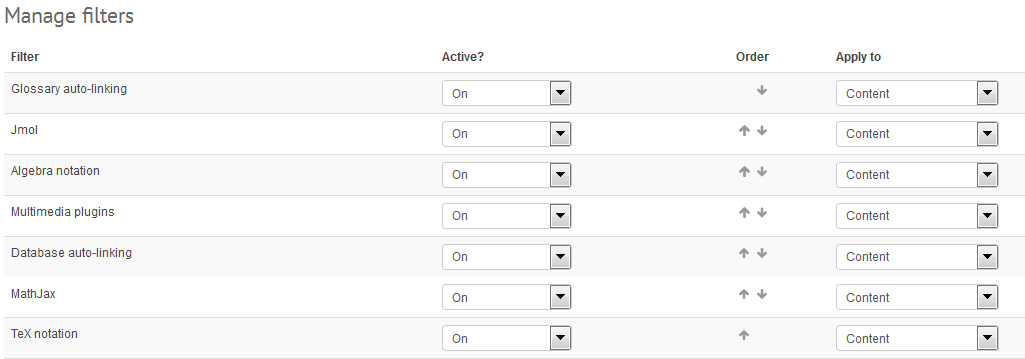 Manage filters
Filter Active? Order Apply to
Glossary auto-linking On Content
Jmol On Content
Algebra notation On Content
Multimedia plugins On Content
Database auto-linking On Content
MathJax On Content
TeX notation On Content